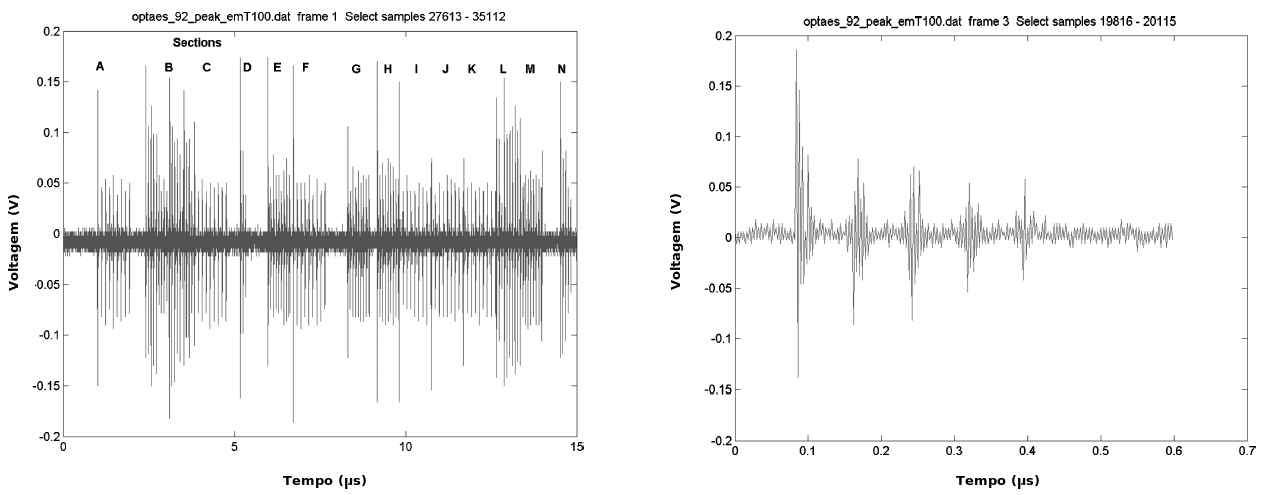 optaes_92_peak_emT100.dat frame 1 Select samples 27613 - 35112
Sections
A B C D E F G H I J K L M N
0.2
0.15
0.1
0.05
0
-0.05
-0.1
-0.15
-0.2
0 5 10 15
Voltagem (V)
Tempo (µs)
optaes_92_peak_emT100.dat frame 3 Select samples 19816 - 20115
0.2
0.15
0.1
0.05
0
-0.05
-0.1
-0.15
-0.2
0 0.1 0.2 0.3 0.4 0.5 0.6 0.7
Voltagem (V)
Tempo (µs)